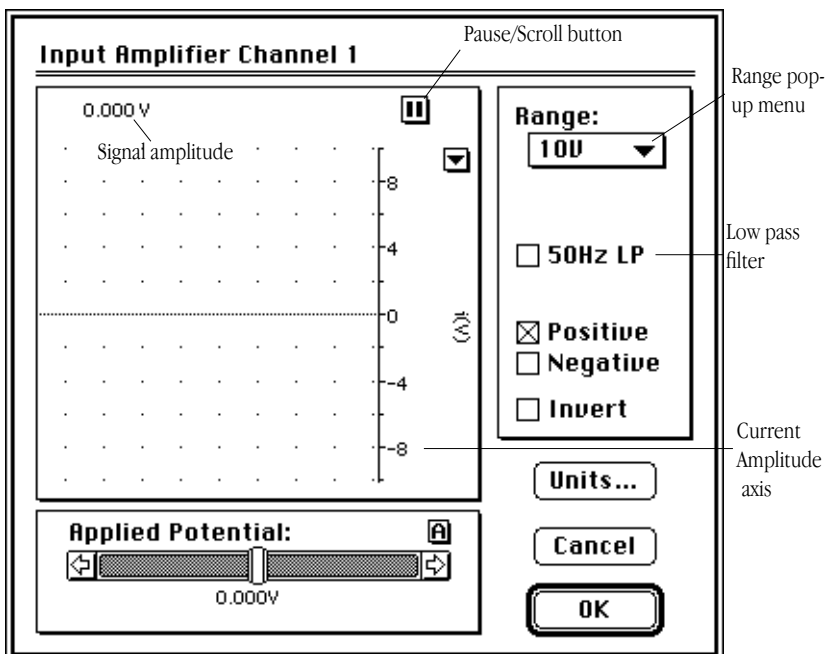 Input Amplifier Channel 1
Pause/Scroll button
Range pop-
up menu
0.000 V
Signal amplitude
Range:
10V
8
4
0
-4
-8
i(V)
50Hz LP
Low pass
filter
Positive
Negative
Invert
Current
Amplitude
axis
Units...
Applied Potential:
A
0.000V
Cancel
OK